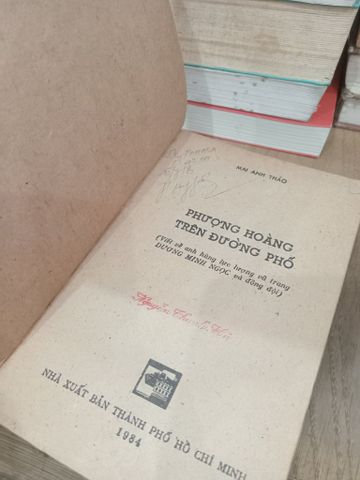 MAI ANH THẢO
PHƯỢNG HOÀNG
TRÊN ĐƯỜNG PHỐ
(Viết về anh hùng lực lượng vũ trang
DƯƠNG MINH NGỌC và đồng đội)
NHÀ XUẤT BẢN THÀNH PHỐ HỒ CHÍ MINH
1984